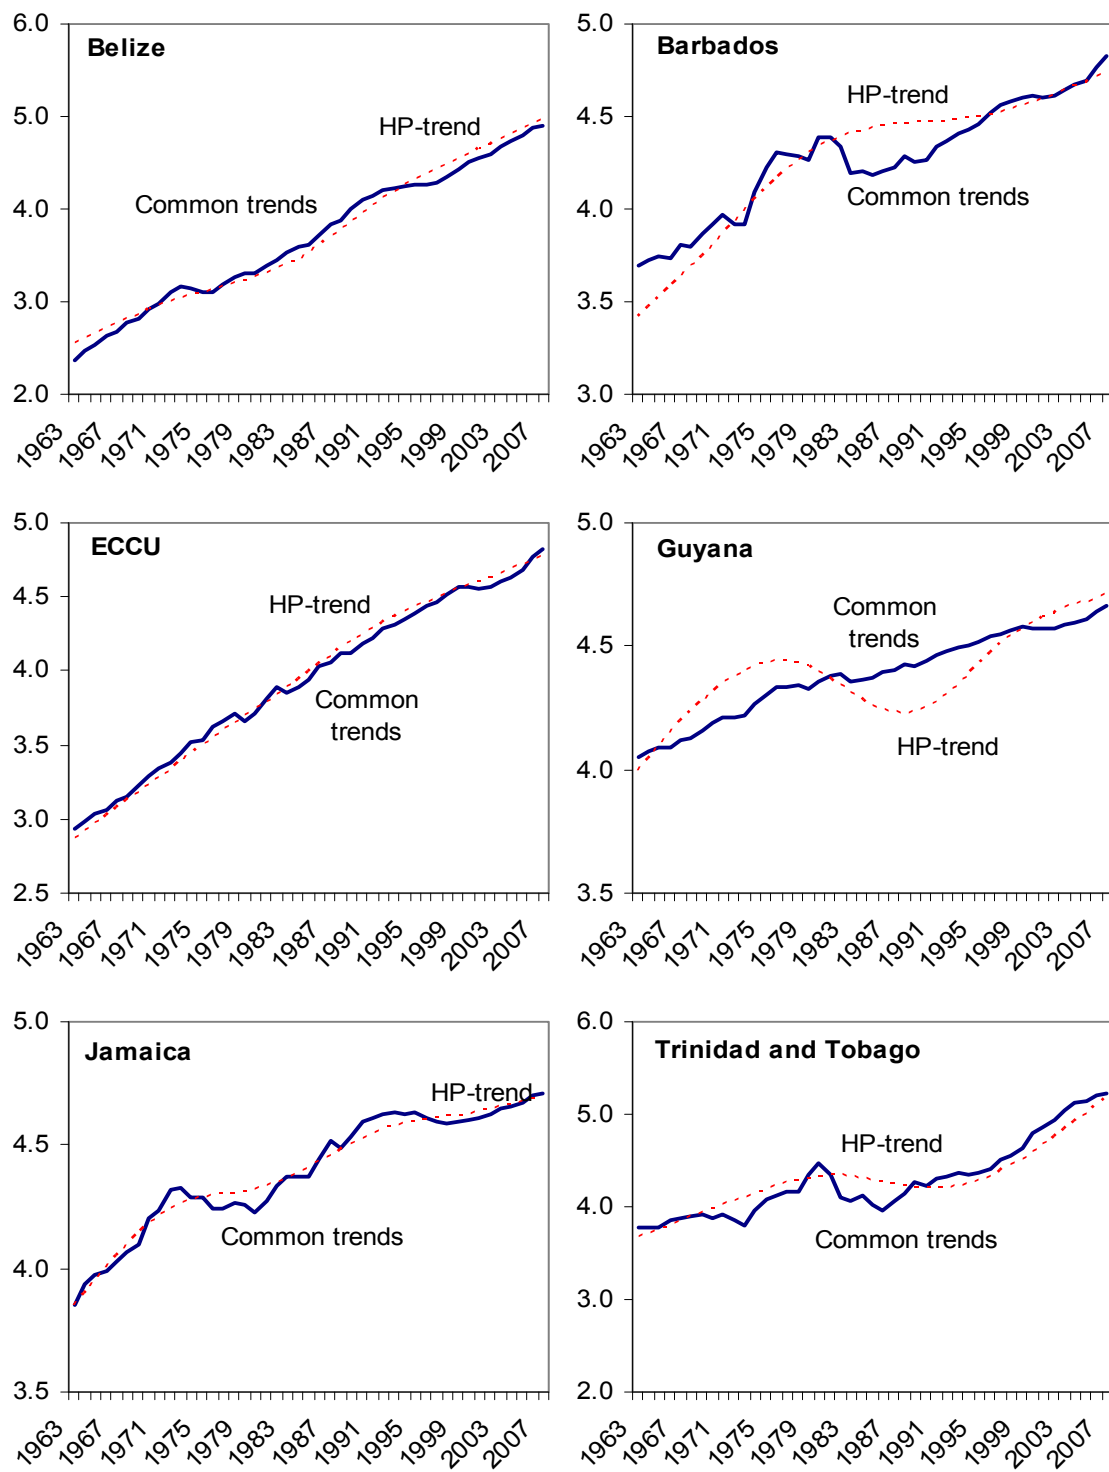 Belize
6.0
5.0
4.0
3.0
2.0
HP-trend
Common trends
1963 1967 1971 1975 1979 1983 1987 1991 1995 1999 2003 2007
Barbados
5.0
4.5
4.0
3.5
3.0
HP-trend
Common trends
1963 1967 1971 1975 1979 1983 1987 1991 1995 1999 2003 2007
ECCU
5.0
4.5
4.0
3.5
3.0
2.5
HP-trend
Common
trends
1963 1967 1971 1975 1979 1983 1987 1991 1995 1999 2003 2007
Guyana
5.0
4.5
4.0
3.5
Common
trends
HP-trend
1963 1967 1971 1975 1979 1983 1987 1991 1995 1999 2003 2007
Jamaica
5.0
4.5
4.0
3.5
HP-trend
Common trends
1963 1967 1971 1975 1979 1983 1987 1991 1995 1999 2003 2007
Trinidad and Tobago
6.0
5.0
4.0
3.0
2.0
HP-trend
Common trends
1963 1967 1971 1975 1979 1983 1987 1991 1995 1999 2003 2007